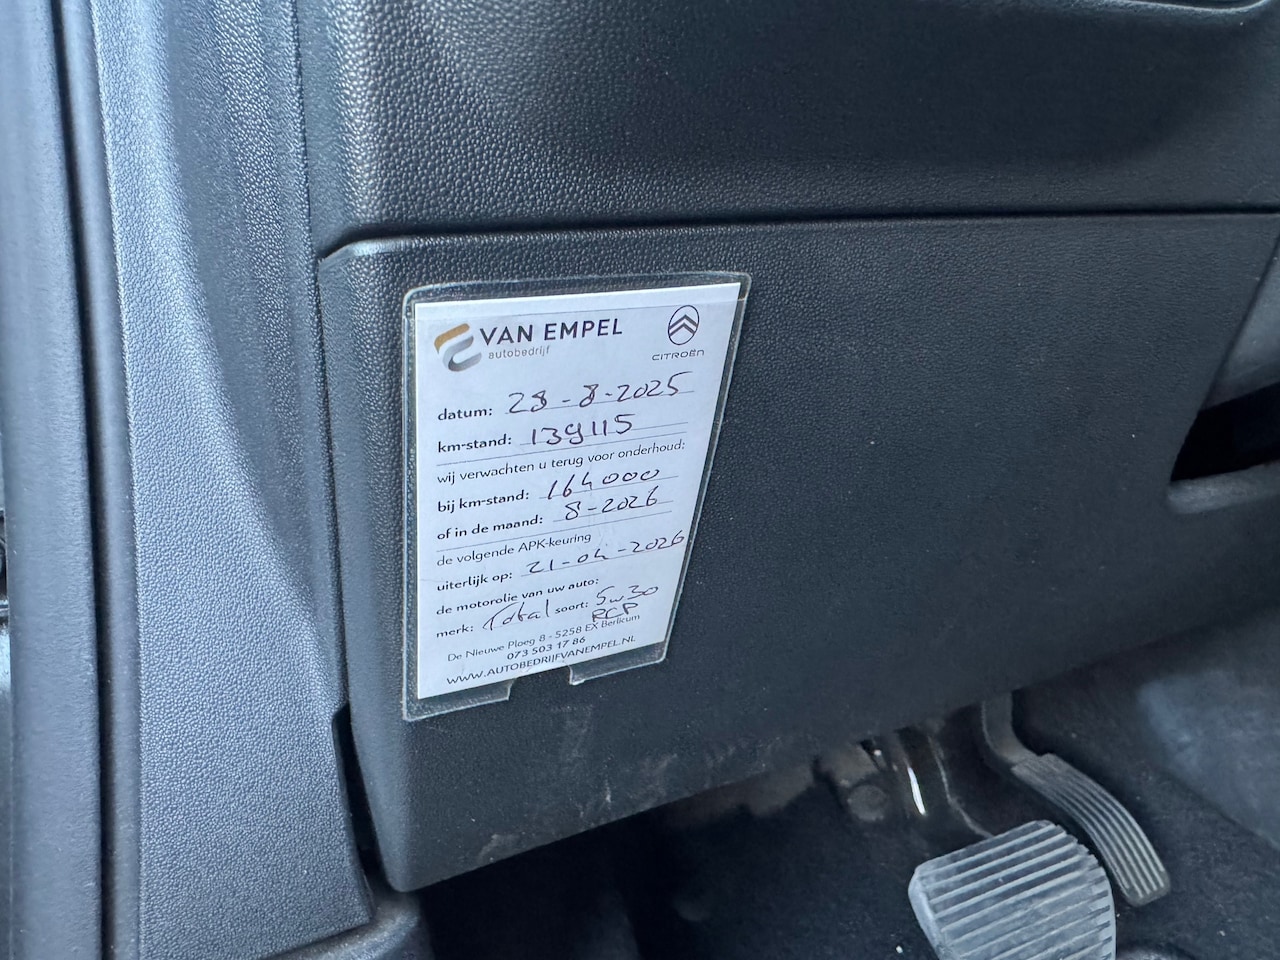 VAN EMPEL
autobedrijf
CITROËN
datum: 28-8-2025
km-stand: 139115
wij verwachten u terug voor onderhoud:
bij km-stand: 164000
of in de maand: 8-2026
de volgende APK-keuring
uiterlijk op: 21-04-2026
de motorolie van uw auto:
merk: Total soort: 5w30
RCP
De Nieuwe Ploeg 8 - 5258 EX Berlicum
073 503 17 86
WWW.AUTOBEDRIJFVANEMPEL.NL